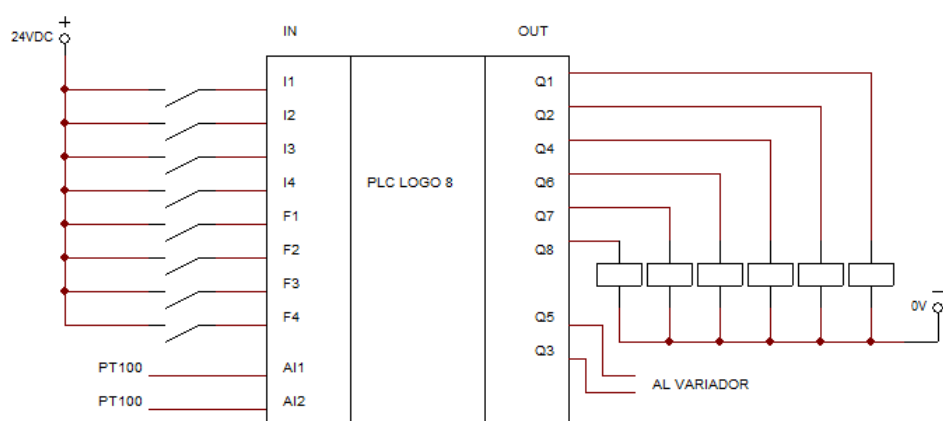 +
24VDC
IN
OUT
I1
I2
I3
I4
F1
F2
F3
F4
PT100
AI1
PT100
AI2
PLC LOGO 8
Q1
Q2
Q4
Q6
Q7
Q8
Q5
Q3
–
0V
AL VARIADOR